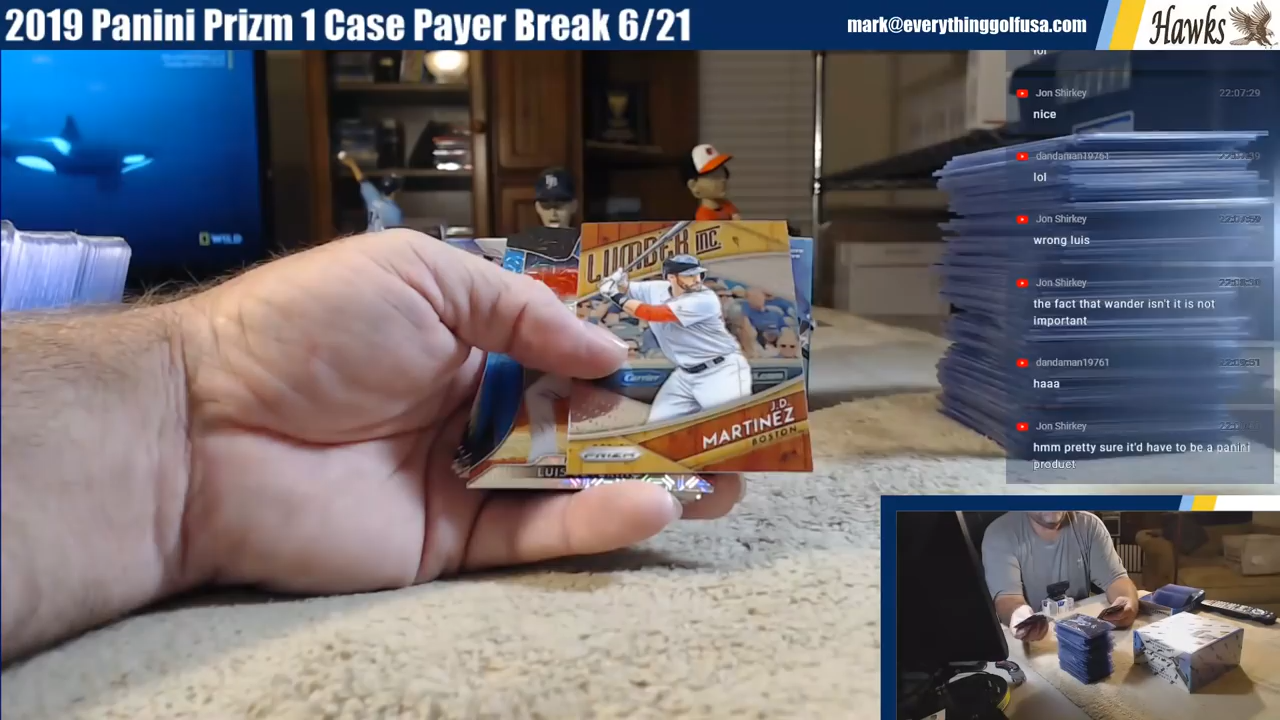 2019 Panini Prizm 1 Case Payer Break 6/21
mark@everythinggolfusa.com
Hawks
lol
Jon Shirkey 22:07:29
nice
dandaman19761
lol
Jon Shirkey
wrong luis
Jon Shirkey
the fact that wander isn't it is not
important
dandaman19761
haaa
Jon Shirkey
hmm pretty sure it'd have to be a panini
product
WILD
LUMBER INC
Carrier
J.D.
MARTINEZ
BOSTON
PRIZM
LUIS